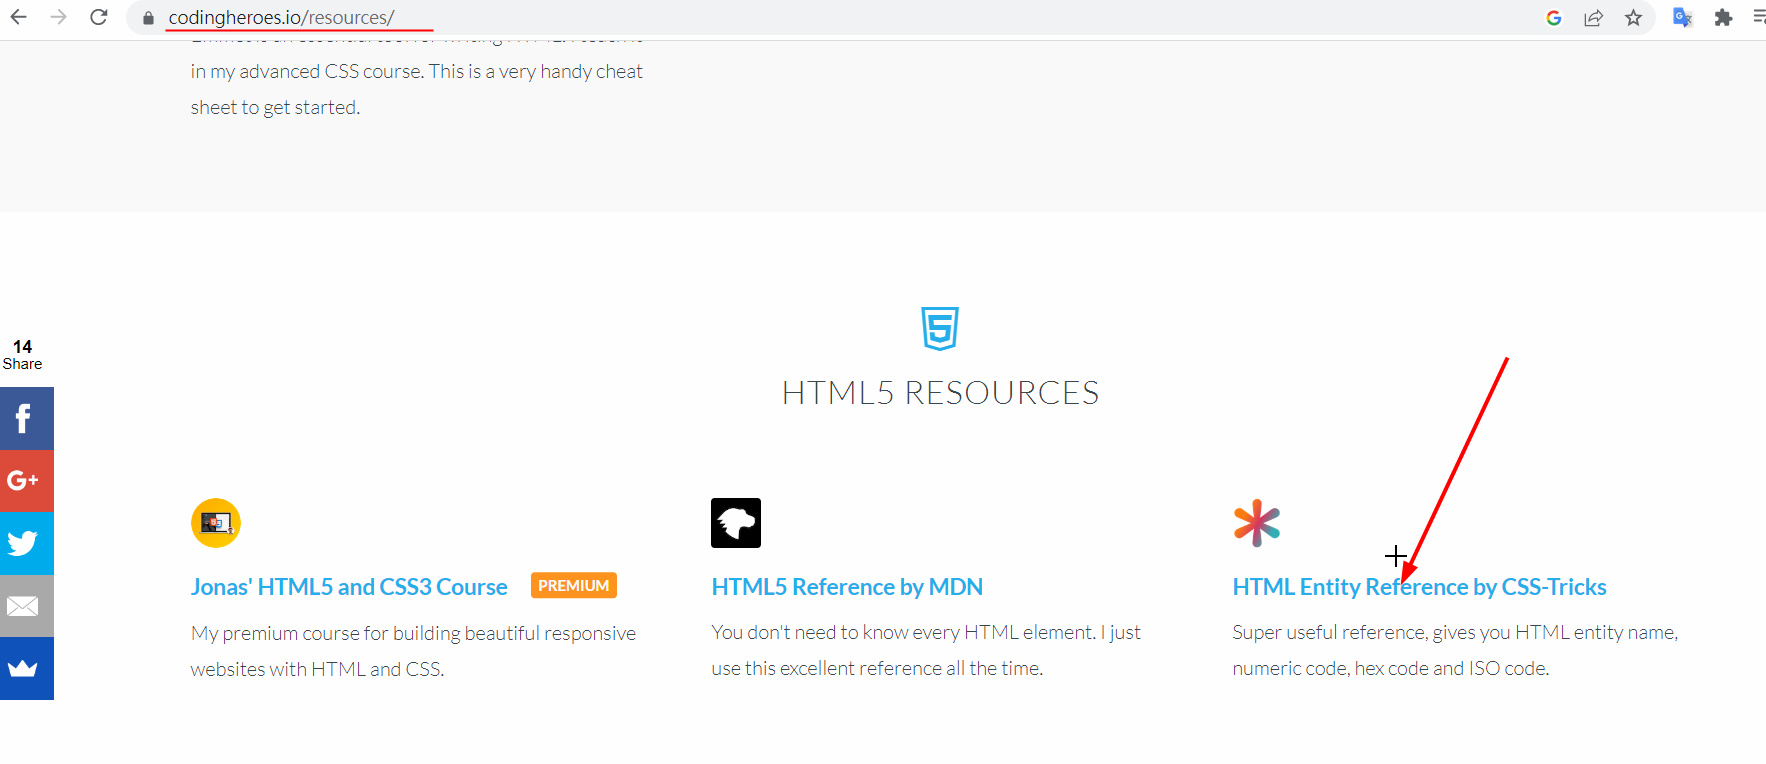 codingheroes.io/resources/
in my advanced CSS course. This is a very handy cheat
sheet to get started.
14
Share
HTML5 RESOURCES
Jonas' HTML5 and CSS3 Course PREMIUM
My premium course for building beautiful responsive
websites with HTML and CSS.
HTML5 Reference by MDN
You don't need to know every HTML element. I just
use this excellent reference all the time.
HTML Entity Reference by CSS-Tricks
Super useful reference, gives you HTML entity name,
numeric code, hex code and ISO code.